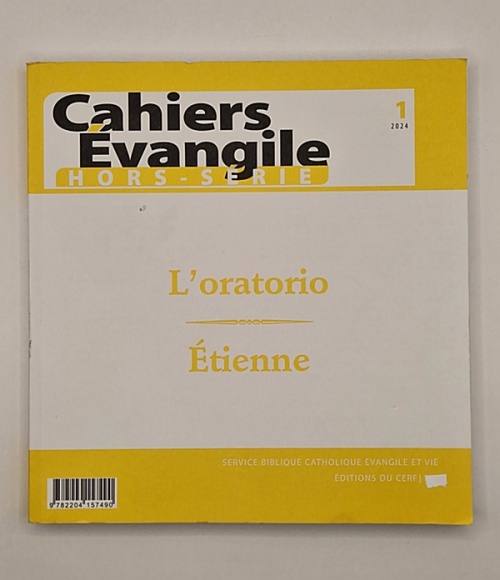 Cahiers
Évangile
HORS-SÉRIE
1
2024
L'oratorio
Étienne
SERVICE BIBLIQUE CATHOLIQUE ÉVANGILE ET VIE
ÉDITIONS DU CERF|
9 782204 157490